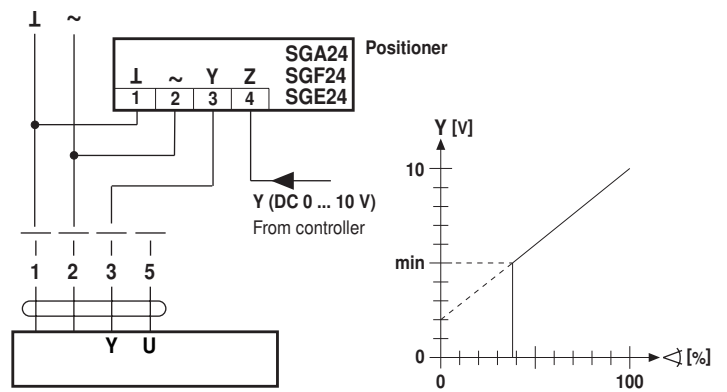 ⊥ ~
SGA24 Positioner
⊥ ~ Y Z SGF24
1 2 3 4 SGE24
Y (DC 0 ... 10 V)
From controller
1 2 3 5
Y U
Y [V]
10
min
0
0 100
∢ [%]